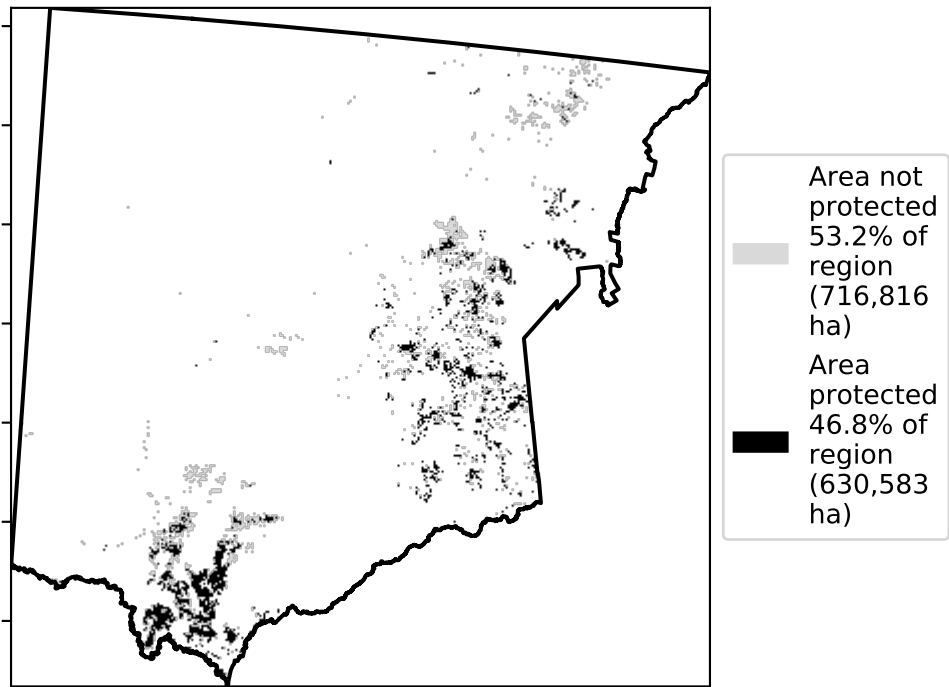 Area not
protected
53.2% of
region
(716,816
ha)
Area
protected
46.8% of
region
(630,583
ha)